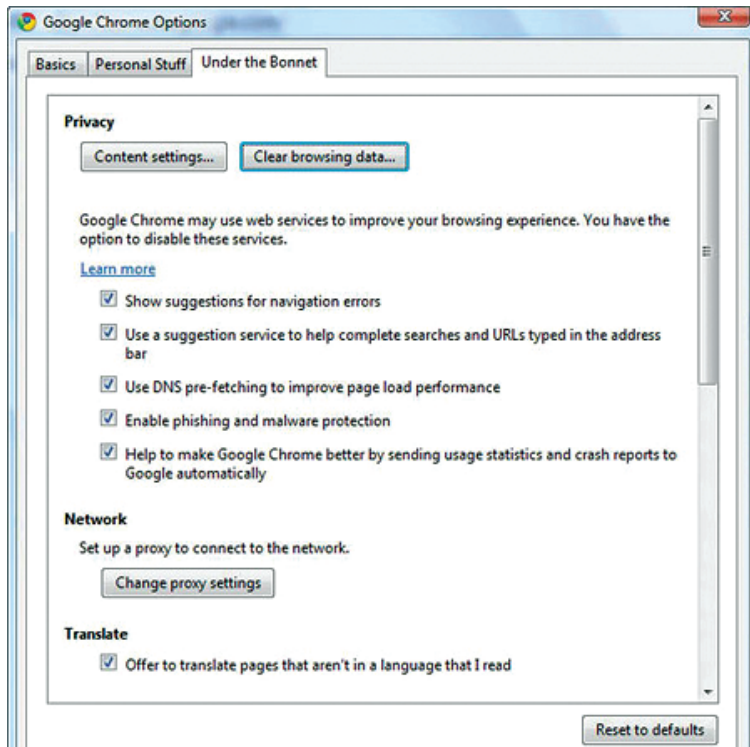 Google Chrome Options
Basics
Personal Stuff
Under the Bonnet
Privacy
Content settings...
Clear browsing data...
Google Chrome may use web services to improve your browsing experience. You have the
option to disable these services.
Learn more
Show suggestions for navigation errors
Use a suggestion service to help complete searches and URLs typed in the address
bar
Use DNS pre-fetching to improve page load performance
Enable phishing and malware protection
Help to make Google Chrome better by sending usage statistics and crash reports to
Google automatically
Network
Set up a proxy to connect to the network.
Change proxy settings
Translate
Offer to translate pages that aren't in a language that I read
Reset to defaults